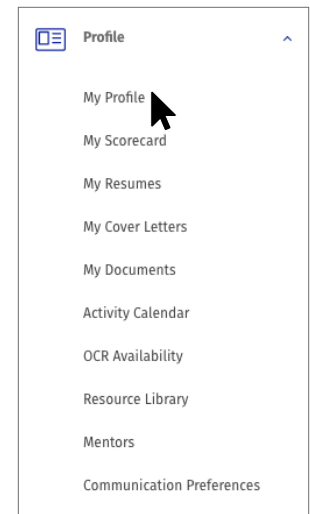 Profile
My Profile
My Scorecard
My Resumes
My Cover Letters
My Documents
Activity Calendar
OCR Availability
Resource Library
Mentors
Communication Preferences